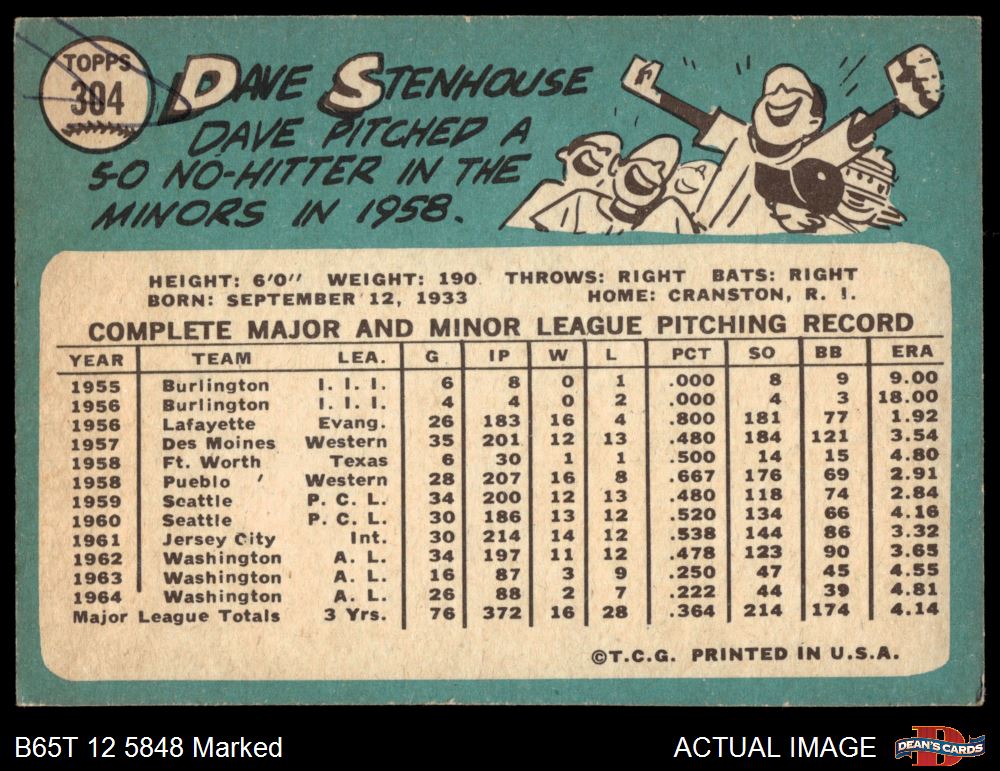 TOPPS
304
DAVE STENHOUSE
DAVE PITCHED A
5-0 NO-HITTER IN THE
MINORS IN 1958.
HEIGHT: 6'0" WEIGHT: 190 THROWS: RIGHT BATS: RIGHT
BORN: SEPTEMBER 12, 1933 HOME: CRANSTON, R. I.
COMPLETE MAJOR AND MINOR LEAGUE PITCHING RECORD
YEAR TEAM LEA. G IP W L PCT SO BB ERA
1955 Burlington I. I. I. 6 8 0 1 .000 8 9 9.00
1956 Burlington I. I. I. 4 4 0 2 .000 4 3 18.00
1956 Lafayette Evang. 26 183 16 4 .800 181 77 1.92
1957 Des Moines Western 35 201 12 13 .480 184 121 3.54
1958 Ft. Worth Texas 6 30 1 1 .500 14 15 4.80
1958 Pueblo Western 28 207 16 8 .667 176 69 2.91
1959 Seattle P. C. L. 34 200 12 13 .480 118 74 2.84
1960 Seattle P. C. L. 30 186 13 12 .520 134 66 4.16
1961 Jersey City Int. 30 214 14 12 .538 144 86 3.32
1962 Washington A. L. 34 197 11 12 .478 123 90 3.65
1963 Washington A. L. 16 87 3 9 .250 47 45 4.55
1964 Washington A. L. 26 88 2 7 .222 44 39 4.81
Major League Totals 3 Yrs. 76 372 16 28 .364 214 174 4.14
©T.C.G. PRINTED IN U.S.A.
B65T 12 5848 Marked ACTUAL IMAGE DEAN'S CARDS